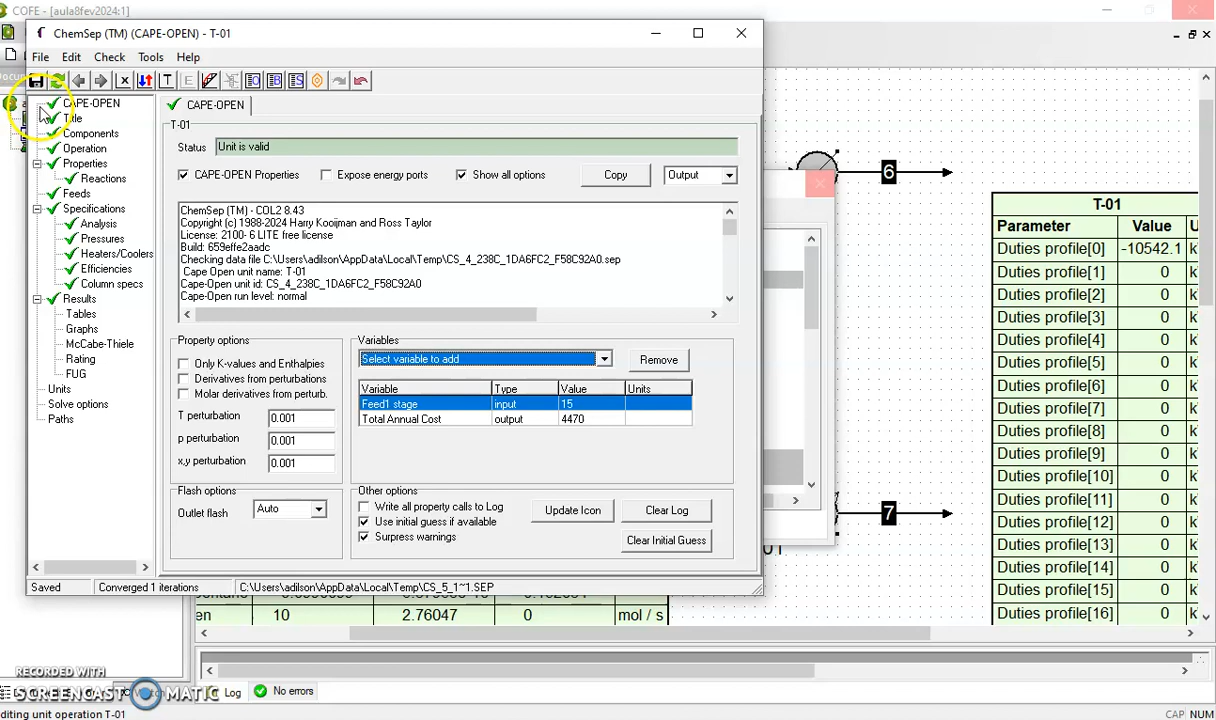 COFE - [aula8fev2024:]
ChemSep (TM) (CAPE-OPEN) - T-01
File Edit Check Tools Help
CAPE-OPEN
Title
Components
Operation
Properties
Reactions
Feeds
Specifications
Analysis
Pressures
Heaters/Coolers
Efficiencies
Column specs
Results
Tables
Graphs
McCabe-Thiele
Rating
FUG
Units
Solve options
Paths
CAPE-OPEN
T-01
Status Unit is valid
CAPE-OPEN Properties Expose energy ports Show all options Copy Output
ChemSep (TM) - COL2 8.43
Copyright (c) 1988-2024 Harry Kooijman and Ross Taylor
License: 2100- 6 LITE free license
Build: 659effe2aadc
Checking data file C:\Users\adilson\AppData\Local\Temp\CS_4_238C_1DA6FC2_F58C92A0.sep
Cape Open unit name: T-01
Cape-Open unit id: CS_4_238C_1DA6FC2_F58C92A0
Cape-Open run level: normal
Property options
Only K-values and Enthalpies
Derivatives from perturbations
Molar derivatives from perturb.
T perturbation 0.001
p perturbation 0.001
x,y perturbation 0.001
Variables
Select variable to add Remove
Variable Type Value Units
Feed1 stage input 15
Total Annual Cost output 4470
Flash options
Outlet flash Auto
Other options
Write all property calls to Log
Use initial guess if available
Suppress warnings
Update Icon
Clear Log
Clear Initial Guess
Saved Converged 1 iterations C:\Users\adilson\AppData\Local\Temp\CS_5_1~1.SEP
6
7
T-01
Parameter Value
Duties profile[0] -10542.1
Duties profile[1] 0
Duties profile[2] 0
Duties profile[3] 0
Duties profile[4] 0
Duties profile[5] 0
Duties profile[6] 0
Duties profile[7] 0
Duties profile[8] 0
Duties profile[9] 0
Duties profile[10] 0
Duties profile[11] 0
Duties profile[12] 0
Duties profile[13] 0
Duties profile[14] 0
Duties profile[15] 0
Duties profile[16] 0
10 2.76047 0 mol / s
RECORDED WITH
SCREENCAST MATIC
Log No errors
diting unit operation T-01
CAP NUM